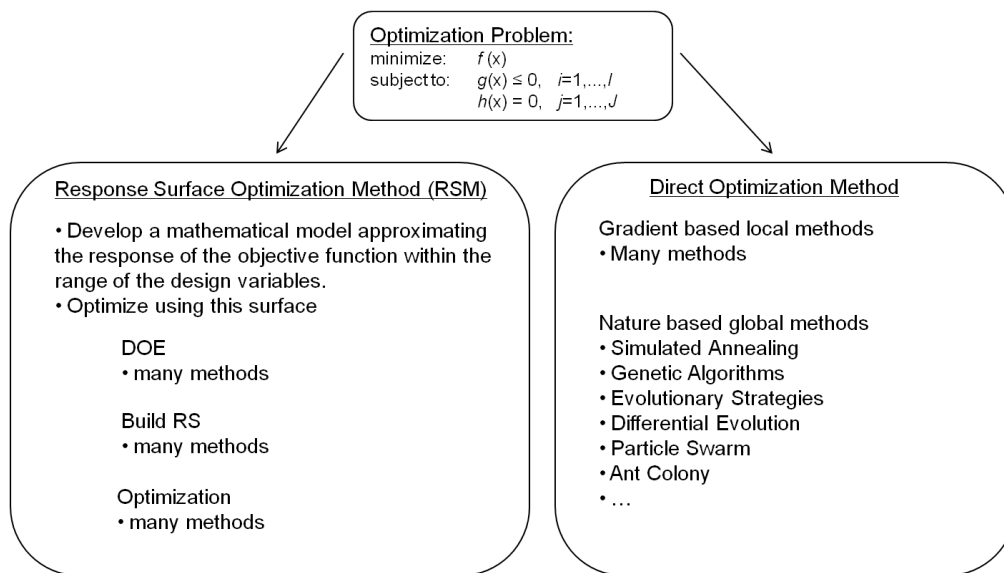 Optimization Problem:
minimize: f (x)
subject to: g(x) ≤ 0, i=1,...,I
h(x) = 0, j=1,...,J
Response Surface Optimization Method (RSM)
• Develop a mathematical model approximating
the response of the objective function within the
range of the design variables.
• Optimize using this surface
DOE
• many methods
Build RS
• many methods
Optimization
• many methods
Direct Optimization Method
Gradient based local methods
• Many methods
Nature based global methods
• Simulated Annealing
• Genetic Algorithms
• Evolutionary Strategies
• Differential Evolution
• Particle Swarm
• Ant Colony
• ...